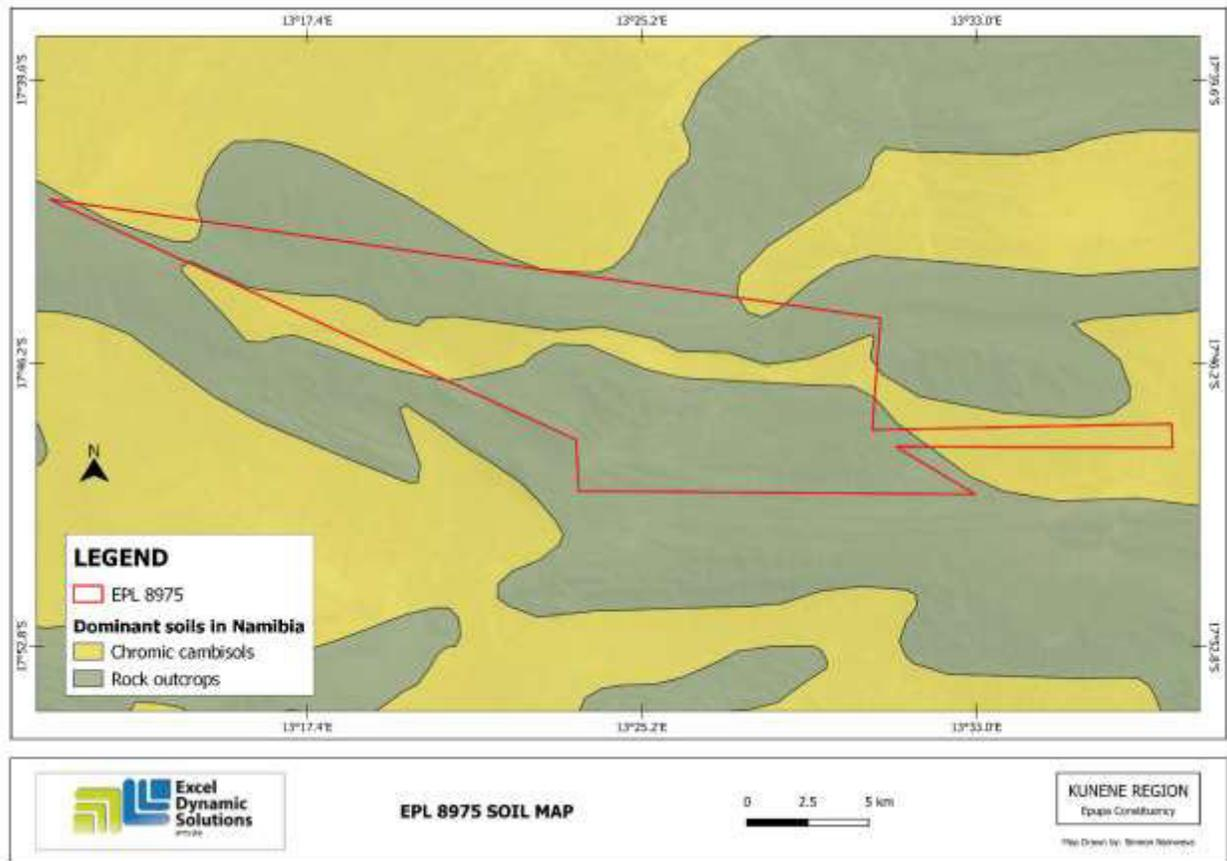 13°17.4'E 13°25.2'E 13°33.0'E
17°39.6'S 17°39.6'S
17°46.2'S 17°46.2'S
N
LEGEND
EPL 8975
Dominant soils in Namibia
Chromic cambisols
Rock outcrops
17°52.8'S 17°52.8'S
13°17.4'E 13°25.2'E 13°33.0'E
Excel
Dynamic
Solutions
EPL 8975 SOIL MAP
0 2.5 5 km
KUNENE REGION
Epupa Constituency
Map Drawn by: